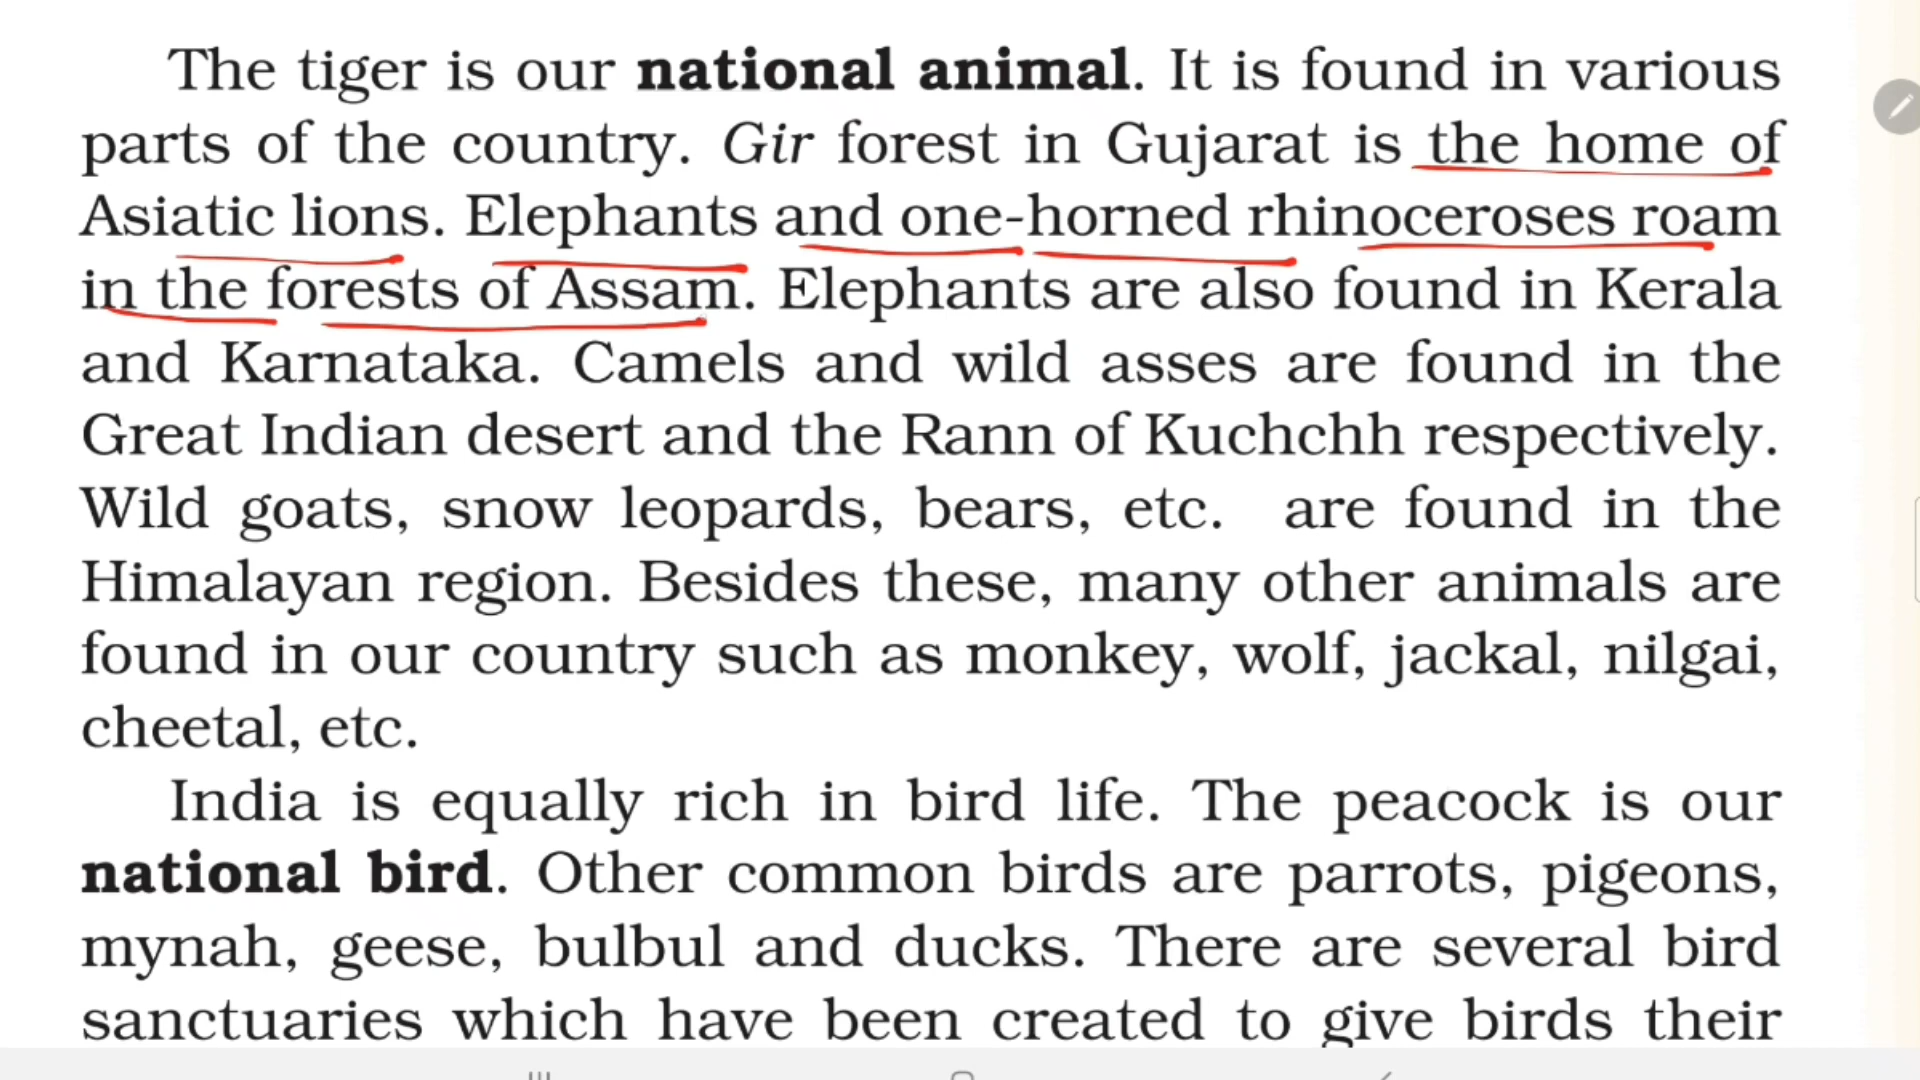 The tiger is our national animal. It is found in various
parts of the country. Gir forest in Gujarat is the home of
Asiatic lions. Elephants and one-horned rhinoceroses roam
in the forests of Assam. Elephants are also found in Kerala
and Karnataka. Camels and wild asses are found in the
Great Indian desert and the Rann of Kuchchh respectively.
Wild goats, snow leopards, bears, etc. are found in the
Himalayan region. Besides these, many other animals are
found in our country such as monkey, wolf, jackal, nilgai,
cheetal, etc.
India is equally rich in bird life. The peacock is our
national bird. Other common birds are parrots, pigeons,
mynah, geese, bulbul and ducks. There are several bird
sanctuaries which have been created to give birds their